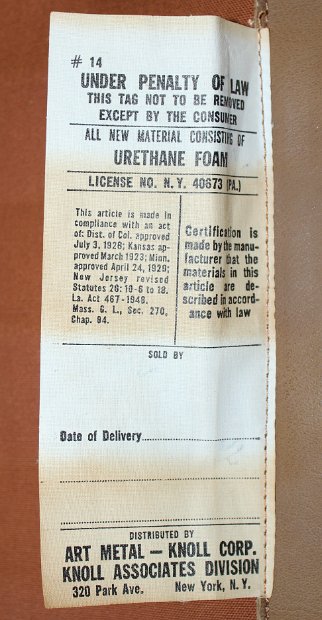 # 14
UNDER PENALTY OF LAW
THIS TAG NOT TO BE REMOVED
EXCEPT BY THE CONSUMER
ALL NEW MATERIAL CONSISTING OF
URETHANE FOAM
LICENSE NO. N.Y. 40673 (PA.)
This article is made in
compliance with an act
of: Dist. of Col. approved
July 3, 1926; Kansas ap-
proved March 1923; Minn.
approved April 24, 1929;
New Jersey revised
Statutes 26: 10-6 to 18.
La. Act 467-1948.
Mass. G. L., Sec. 270,
Chap. 94.
Certification is
made by the manu-
facturer that the
materials in this
article are de-
scribed in accord-
ance with law
SOLD BY
Date of Delivery
DISTRIBUTED BY
ART METAL — KNOLL CORP.
KNOLL ASSOCIATES DIVISION
320 Park Ave. New York, N. Y.